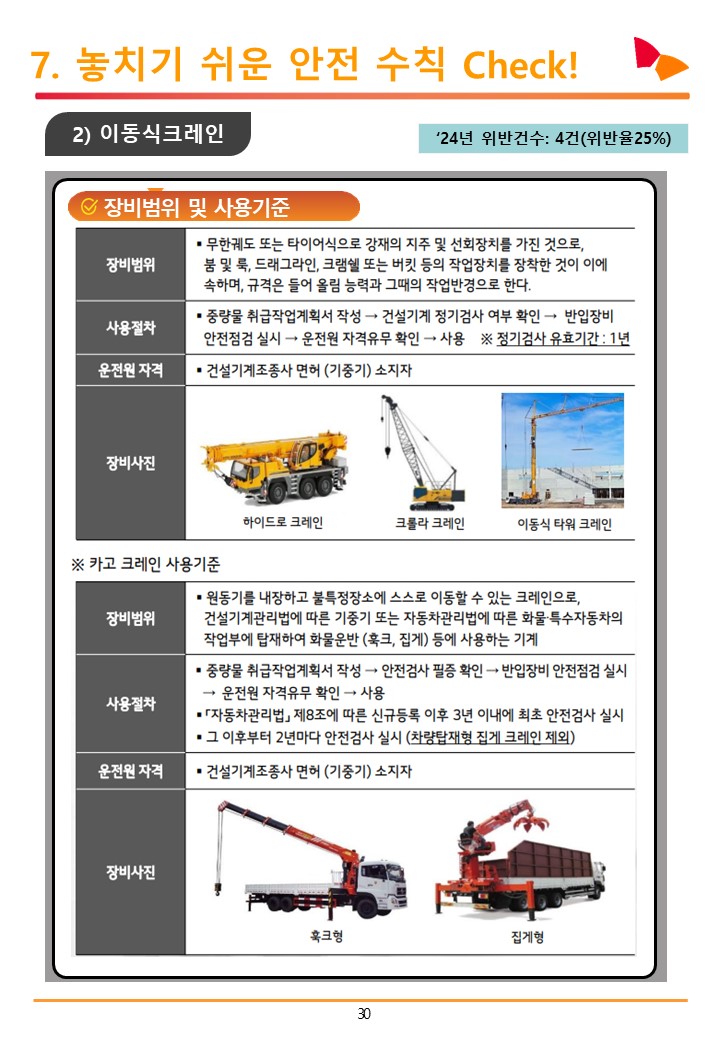 7. 놓치기 쉬운 안전 수칙 Check!
2) 이동식크레인
‘24년 위반건수: 4건(위반율25%)
장비범위 및 사용기준
장비범위
▪ 무한궤도 또는 타이어식으로 강재의 지주 및 선회장치를 가진 것으로,
붐 및 룩, 드래그라인, 크램쉘 또는 버킷 등의 작업장치를 장착한 것이 이에
속하며, 규격은 들어 올림 능력과 그때의 작업반경으로 한다.
사용절차
▪ 중량물 취급작업계획서 작성 → 건설기계 정기검사 여부 확인 → 반입장비
안전점검 실시 → 운전원 자격유무 확인 → 사용 ※ 정기검사 유효기간 : 1년
운전원 자격
▪ 건설기계조종사 면허 (기중기) 소지자
장비사진
하이드로 크레인
크롤라 크레인
이동식 타워 크레인
※ 카고 크레인 사용기준
장비범위
▪ 원동기를 내장하고 불특정장소에 스스로 이동할 수 있는 크레인으로,
건설기계관리법에 따른 기중기 또는 자동차관리법에 따른 화물·특수자동차의
작업부에 탑재하여 화물운반 (훅크, 집게) 등에 사용하는 기계
사용절차
▪ 중량물 취급작업계획서 작성 → 안전검사 필증 확인 → 반입장비 안전점검 실시
→ 운전원 자격유무 확인 → 사용
▪ 「자동차관리법」 제8조에 따른 신규등록 이후 3년 이내에 최초 안전검사 실시
▪ 그 이후부터 2년마다 안전검사 실시 (차량탑재형 집게 크레인 제외)
운전원 자격
▪ 건설기계조종사 면허 (기중기) 소지자
장비사진
훅크형
집게형
30